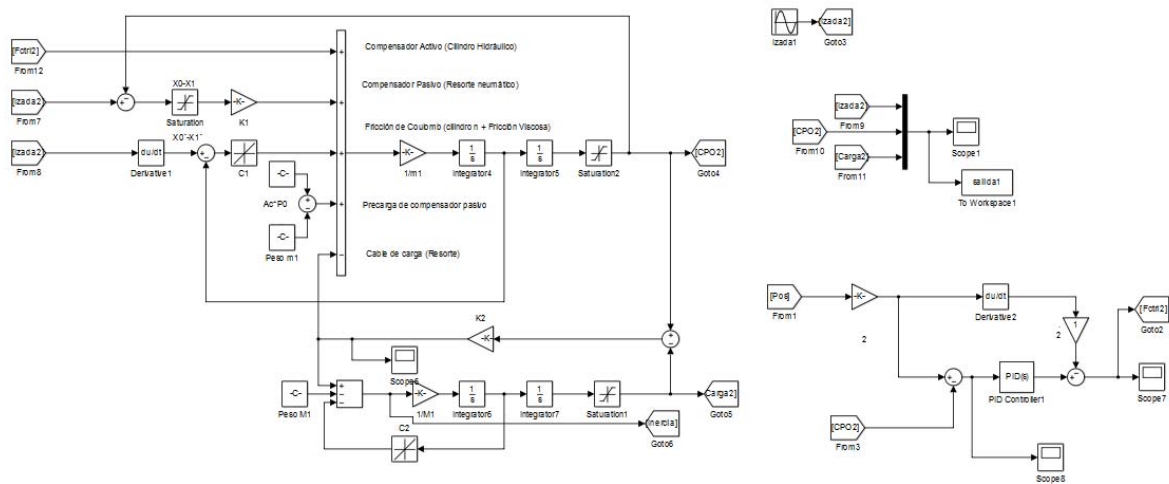 [Fctrl2]
From12
[Izada2]
From7
[Izada2]
From8
X0-X1
Saturation
-K-
K1
X0'-X1'
du/dt
Derivative1
C1
-C-
Ac*P0
-C-
Peso m1
Compensador Activo (Cilindro Hidráulico)
Compensador Pasivo (Resorte neumático)
Fricción de Coulomb (cilindro n + Fricción Viscosa)
-K-
1/m1
1
s
Integrator4
1
s
Integrator5
Saturation2
[CPO2]
Goto4
Precarga de compensador pasivo
Cable de carga (Resorte)
K2
-K-
Scope6
-C-
Peso M1
-K-
1/M1
1
s
Integrator6
1
s
Integrator7
Saturation1
[Carga2]
Goto5
C2
[Inercia]
Goto6
Izada1
[Izada2]
Goto3
[Izada2]
From9
[CPO2]
From10
[Carga2]
From11
Scope1
salida1
To Workspace1
[Pos]
From1
-K-
2
du/dt
Derivative2
1
2
[Fctrl2]
Goto2
PID(s)
PID Controller1
Scope7
[CPO2]
From3
Scope8